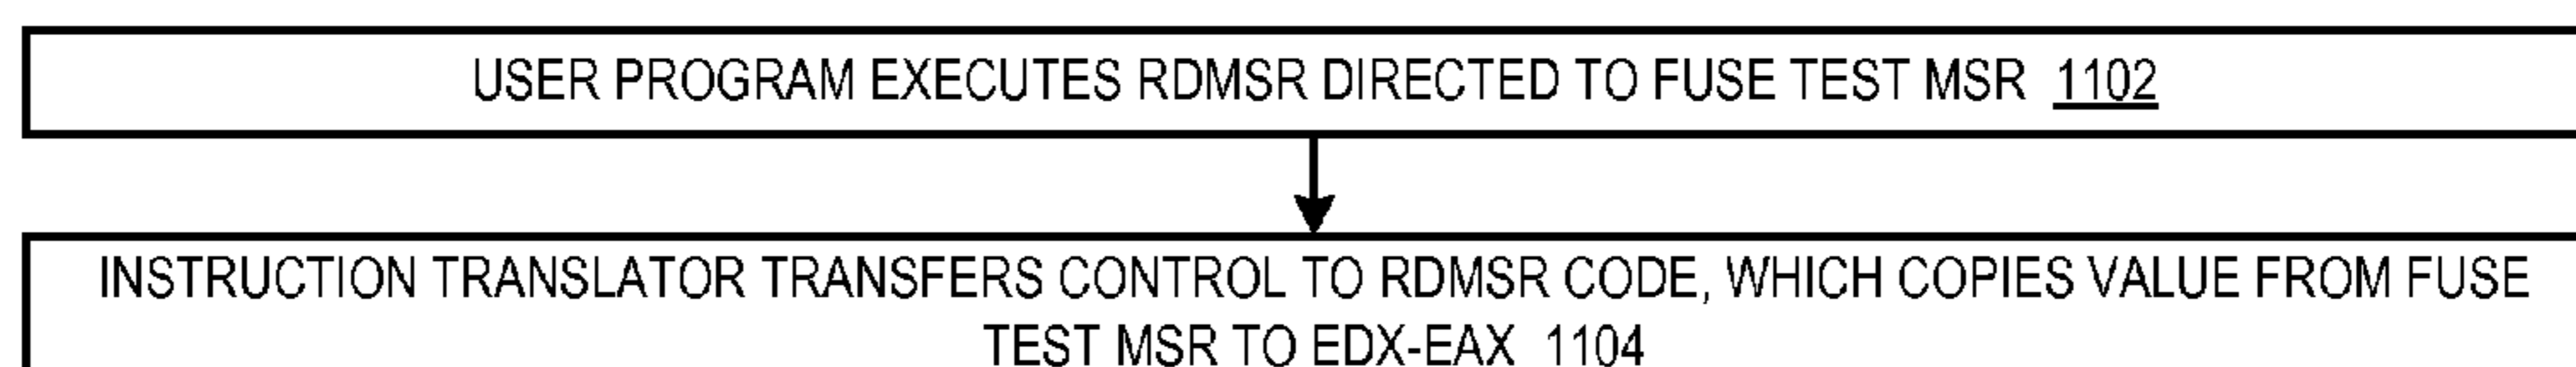 USER PROGRAM EXECUTES RDMSR DIRECTED TO FUSE TEST MSR 1102
INSTRUCTION TRANSLATOR TRANSFERS CONTROL TO RDMSR CODE, WHICH COPIES VALUE FROM FUSE
TEST MSR TO EDX-EAX 1104